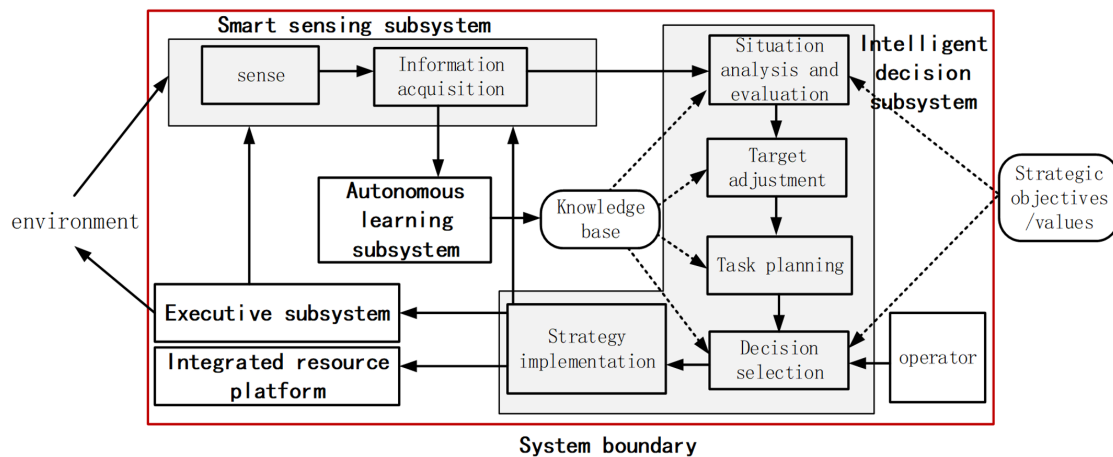 Smart sensing subsystem
sense
Information
acquisition
Situation
analysis and
evaluation
Intelligent
decision
subsystem
Target
adjustment
Autonomous
learning
subsystem
Knowledge
base
Strategic
objectives
/values
environment
Task planning
Executive subsystem
Strategy
implementation
Decision
selection
operator
Integrated resource
platform
System boundary